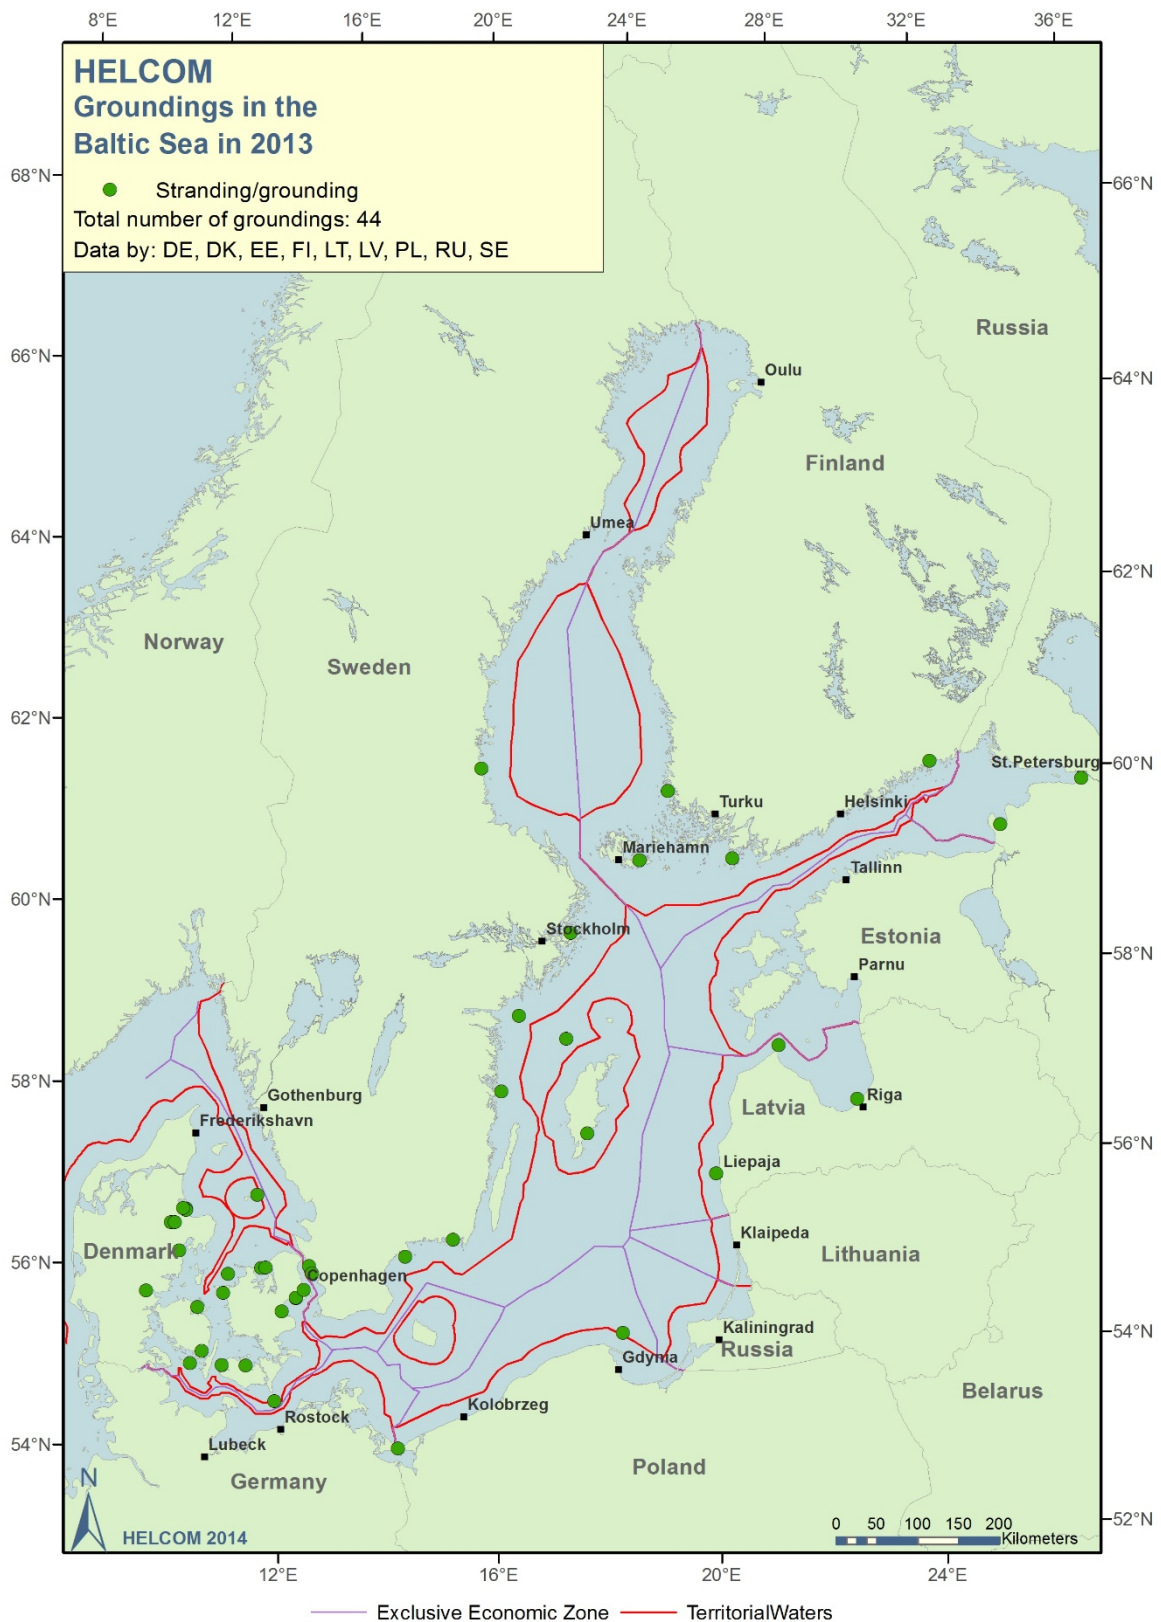 8°E 12°E 16°E 20°E 24°E 28°E 32°E 36°E
HELCOM
Groundings in the
Baltic Sea in 2013
Stranding/grounding
Total number of groundings: 44
Data by: DE, DK, EE, FI, LT, LV, PL, RU, SE
68°N
66°N
Russia
66°N
Oulu
64°N
Finland
Umea
64°N
62°N
Norway
Sweden
62°N
St.Petersburg
60°N
Turku
Helsinki
Mariehamn
Tallinn
60°N
Stockholm
Estonia
58°N
Parnu
58°N
Gothenburg
Riga
Latvia
Frederikshavn
56°N
Liepaja
Klaipeda
Denmark
Lithuania
56°N
Copenhagen
Kaliningrad
54°N
Russia
Gdynia
Belarus
Kolobrzeg
Rostock
54°N
Lubeck
Poland
Germany
N
52°N
0 50 100 150 200
Kilometers
HELCOM 2014
12°E 16°E 20°E 24°E
Exclusive Economic Zone TerritorialWaters